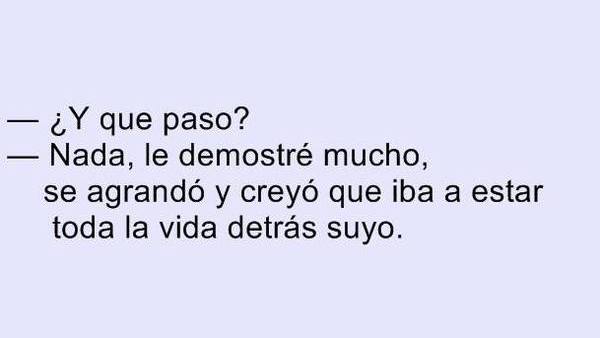 — ¿Y que paso?
— Nada, le demostré mucho,
se agrandó y creyó que iba a estar
toda la vida detrás suyo.